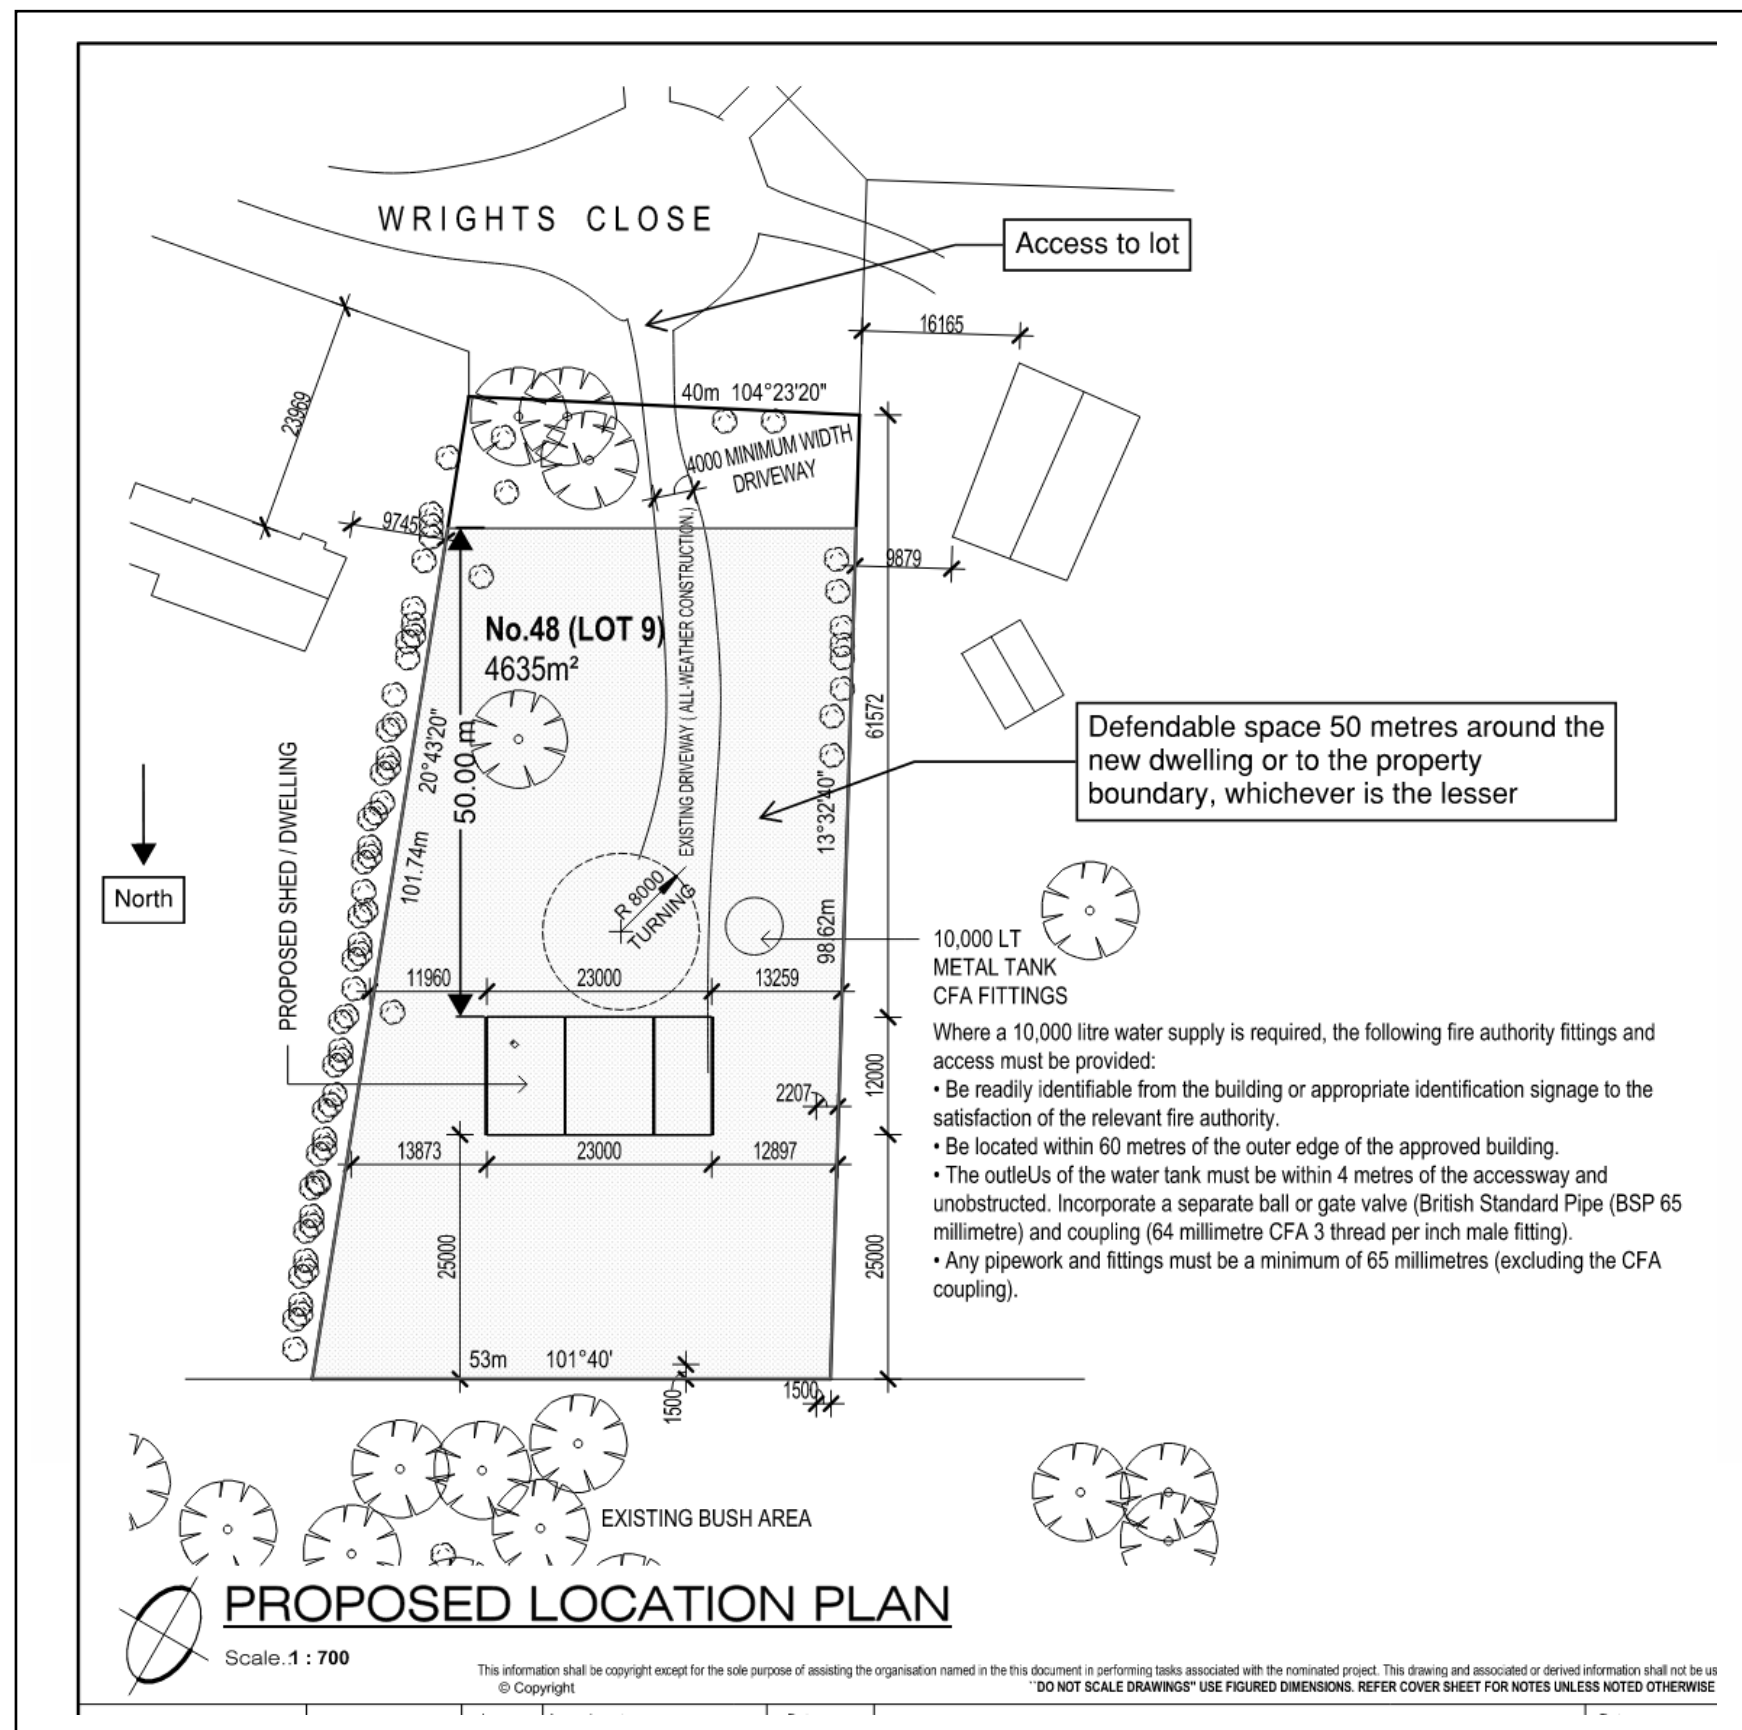 WRIGHTS CLOSE
Access to lot
16165
23969
40m 104°23'20"
4000 MINIMUM WIDTH
DRIVEWAY
9745
9879
No.48 (LOT 9)
4635m²
EXISTING DRIVEWAY ( ALL-WEATHER CONSTRUCTION.)
61572
Defendable space 50 metres around the
new dwelling or to the property
boundary, whichever is the lesser
20°43'20"
50.00 m
101.74m
13°32'40"
98.62m
PROPOSED SHED / DWELLING
North
R 8000
TURNING
10,000 LT
METAL TANK
CFA FITTINGS
11960
23000
13259
Where a 10,000 litre water supply is required, the following fire authority fittings and
access must be provided:
• Be readily identifiable from the building or appropriate identification signage to the
satisfaction of the relevant fire authority.
• Be located within 60 metres of the outer edge of the approved building.
• The outleUs of the water tank must be within 4 metres of the accessway and
unobstructed. Incorporate a separate ball or gate valve (British Standard Pipe (BSP 65
millimetre) and coupling (64 millimetre CFA 3 thread per inch male fitting).
• Any pipework and fittings must be a minimum of 65 millimetres (excluding the CFA
coupling).
12000
2207
13873
23000
12897
25000
25000
53m 101°40'
1500
1500
EXISTING BUSH AREA
PROPOSED LOCATION PLAN
Scale..1 : 700
This information shall be copyright except for the sole purpose of assisting the organisation named in the this document in performing tasks associated with the nominated project. This drawing and associated or derived information shall not be us
© Copyright
``DO NOT SCALE DRAWINGS" USE FIGURED DIMENSIONS. REFER COVER SHEET FOR NOTES UNLESS NOTED OTHERWISE